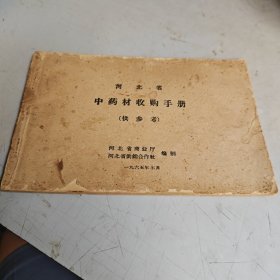 河北省
中药材收购手册
(供参考)
河北省商业厅
河北省供销合作社 编制
一九六五年七月